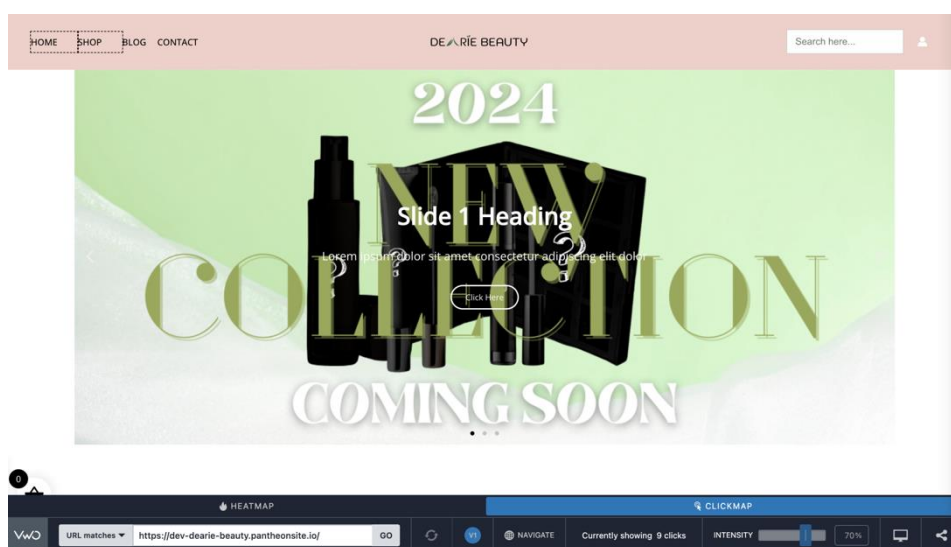 HOME SHOP BLOG CONTACT
DEARÏE BEAUTY
Search here...
2024
NEW
Slide 1 Heading
? ? ?
Lorem ipsum dolor sit amet consectetur adipiscing elit dolor
COLLECTION
Click Here
COMING SOON
0
HEATMAP
CLICKMAP
VWO URL matches https://dev-dearie-beauty.pantheonsite.io/ GO V1 NAVIGATE Currently showing 9 clicks INTENSITY 70%